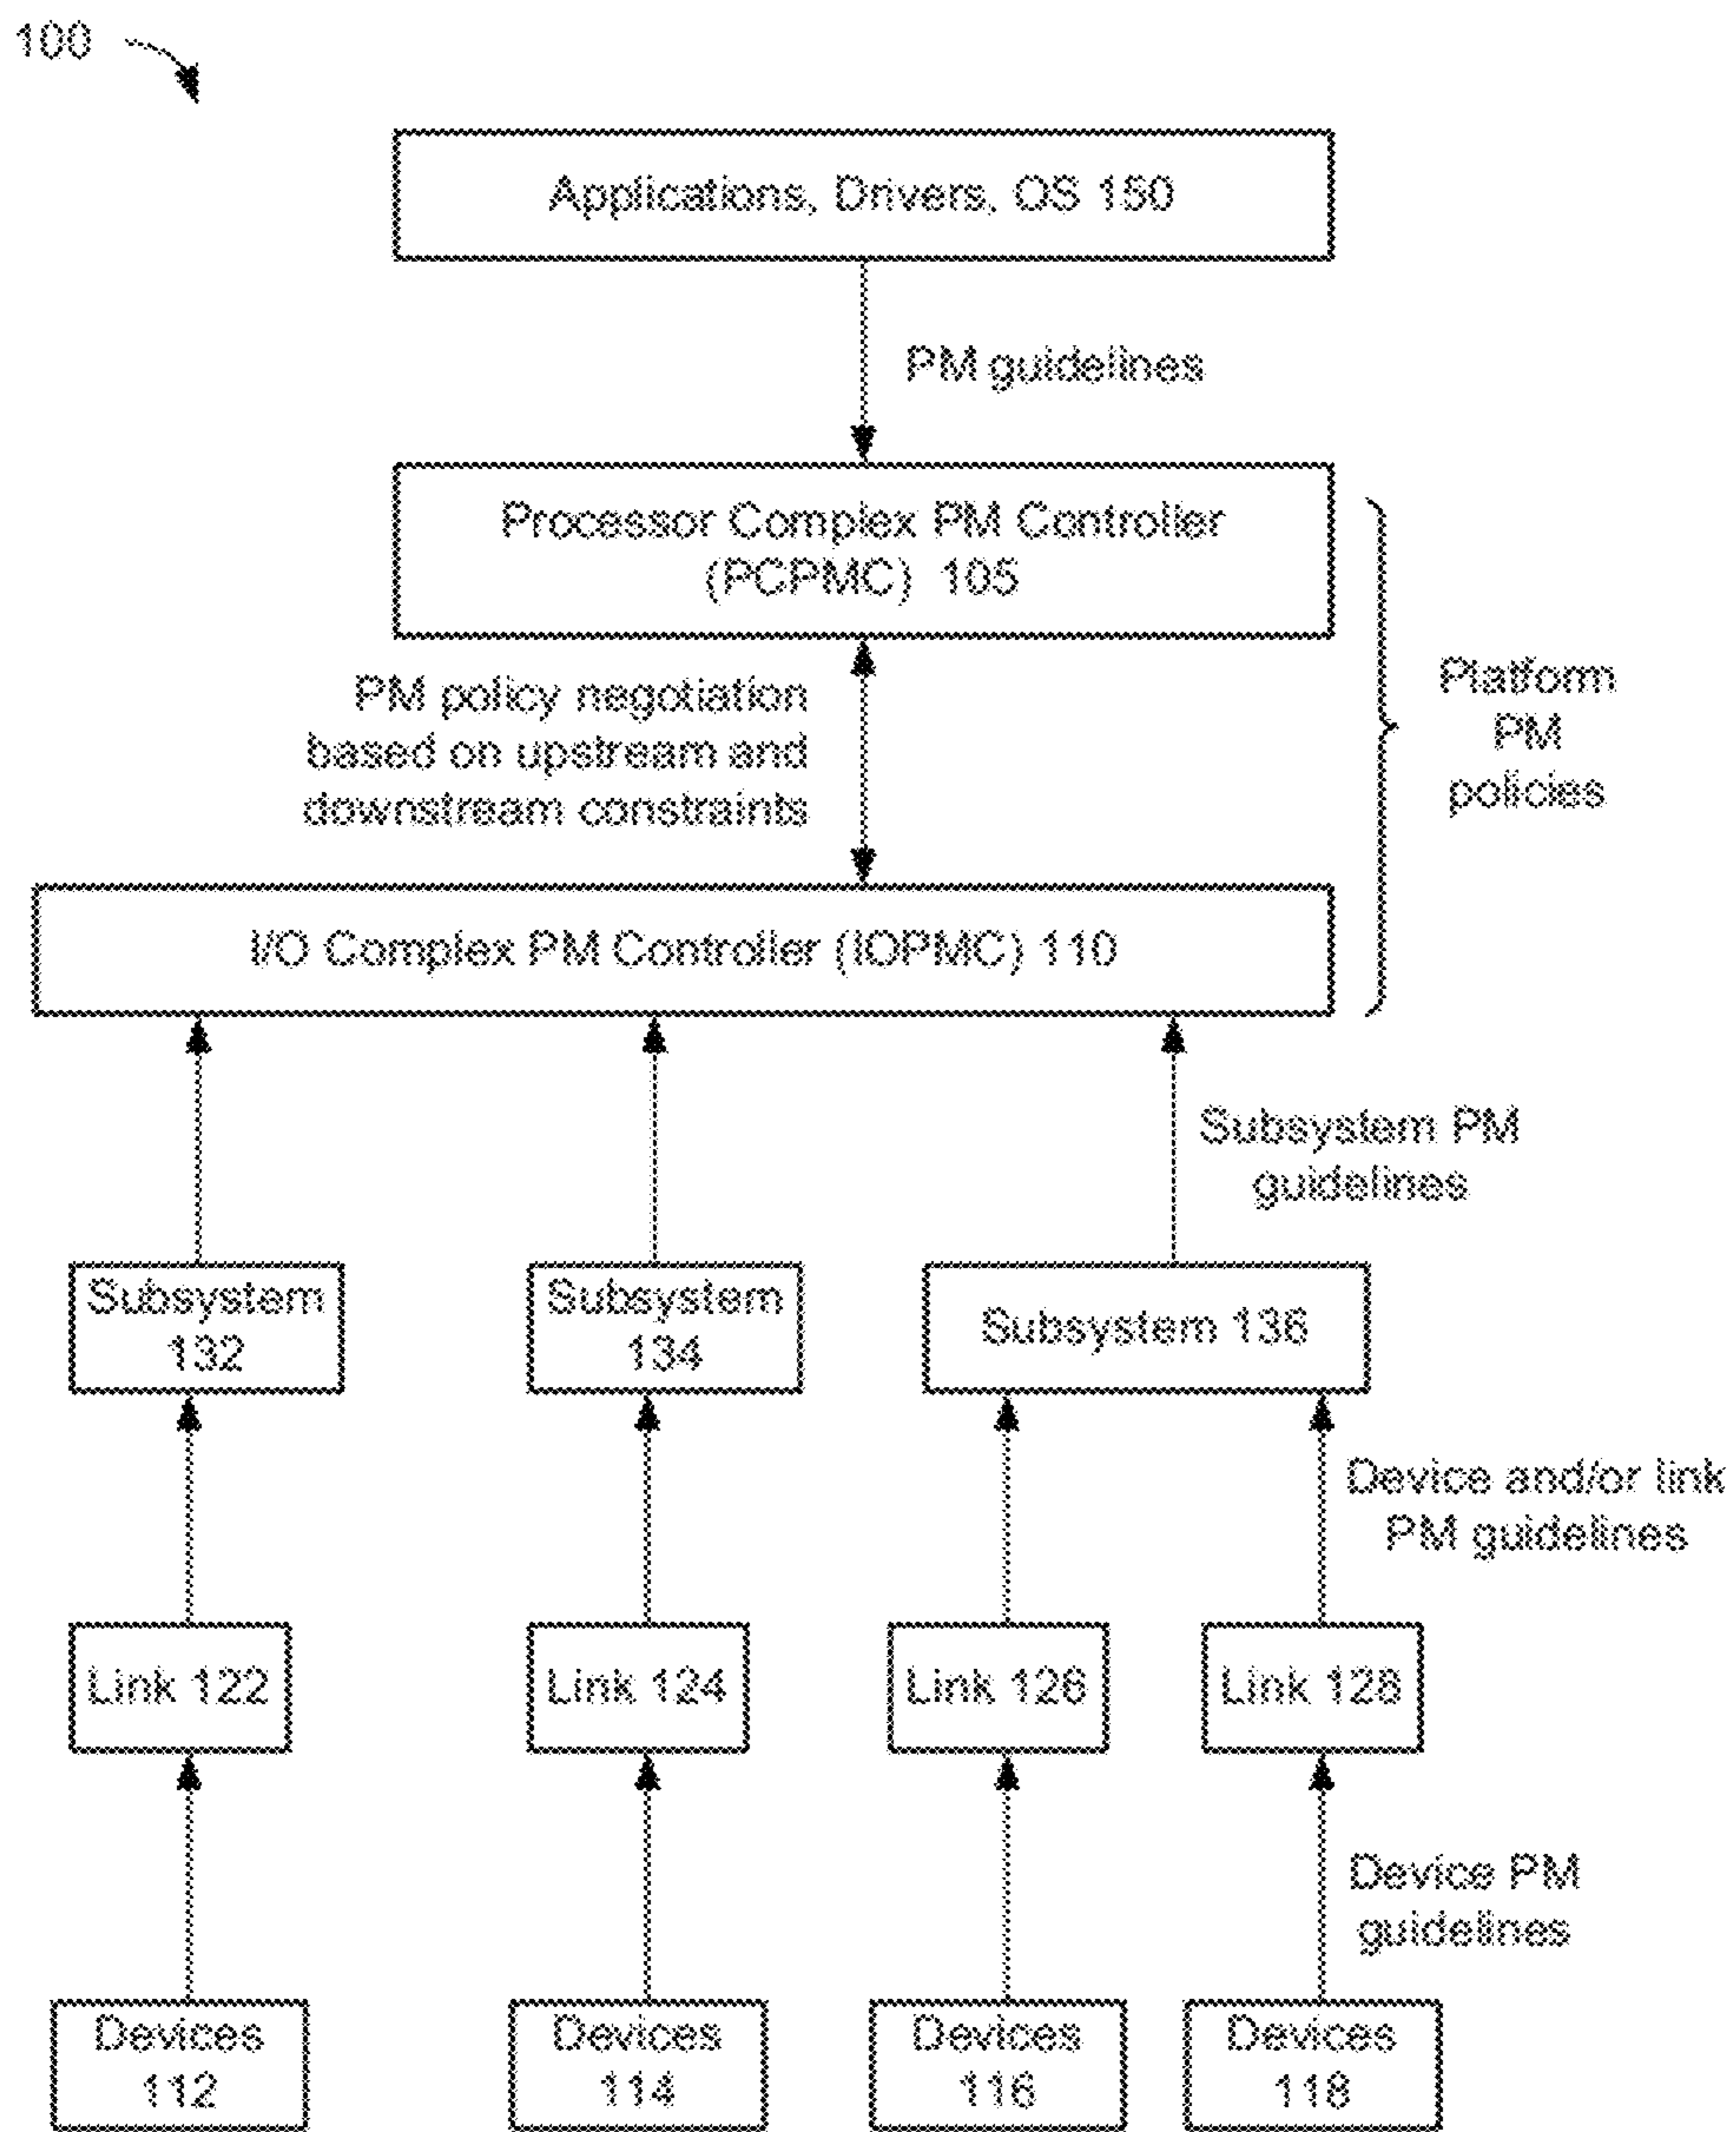 100
Applications, Drivers, OS 150
PM guidelines
Processor Complex PM Controller
(PCPMC) 105
PM policy negotiation
based on upstream and
downstream constraints
Platform
PM
policies
I/O Complex PM Controller (IOPMC) 110
Subsystem PM
guidelines
Subsystem
132
Subsystem
134
Subsystem 136
Device and/or link
PM guidelines
Link 122
Link 124
Link 126
Link 128
Device PM
guidelines
Devices
112
Devices
114
Devices
116
Devices
118